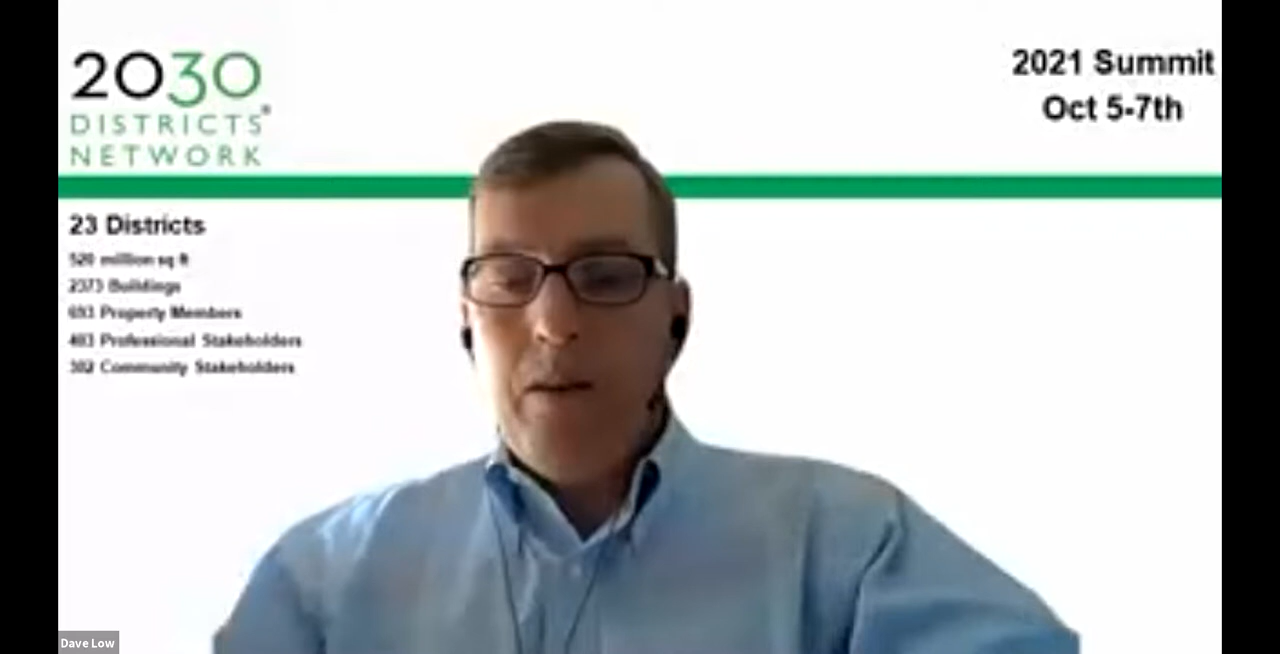 2030
DISTRICTS®
NETWORK
2021 Summit
Oct 5-7th
23 Districts
520 million sq ft
2373 Buildings
693 Property Members
483 Professional Stakeholders
302 Community Stakeholders
Dave Low